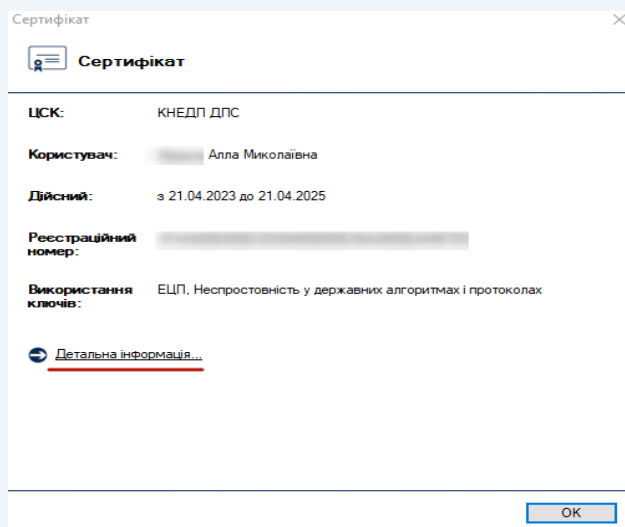 Сертифікат
Сертифікат
ЦСК: КНЕДП ДПС
Користувач: Алла Миколаївна
Дійсний: з 21.04.2023 до 21.04.2025
Реєстраційний
номер:
Використання ЕЦП, Неспростовність у державних алгоритмах і протоколах
ключів:
Детальна інформація...
OK